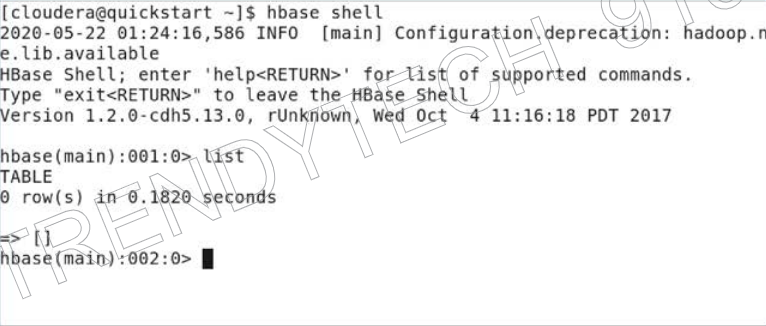 [cloudera@quickstart ~]$ hbase shell
2020-05-22 01:24:16,586 INFO  [main] Configuration.deprecation: hadoop.n
e.lib.available
HBase Shell; enter 'help<RETURN>' for list of supported commands.
Type "exit<RETURN>" to leave the HBase Shell
Version 1.2.0-cdh5.13.0, rUnknown, Wed Oct  4 11:16:18 PDT 2017
hbase(main):001:0> list
TABLE
0 row(s) in 0.1820 seconds
=> []
hbase(main):002:0>
TRENDYTECH